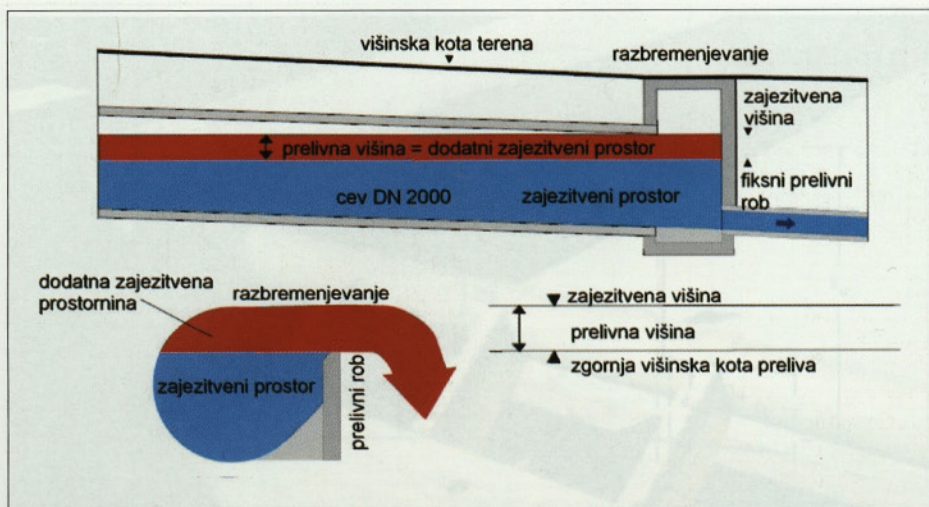 višinska kota terena
razbremenjevanje
zajezitvena
višina
prelivna višina = dodatni zajezitveni prostor
fiksni prelivni
rob
cev DN 2000
zajezitveni prostor
dodatna zajezitvena
prostornina
razbremenjevanje
zajezitvena višina
prelivna višina
zgornja višinska kota preliva
zajezitveni prostor
prelivni rob